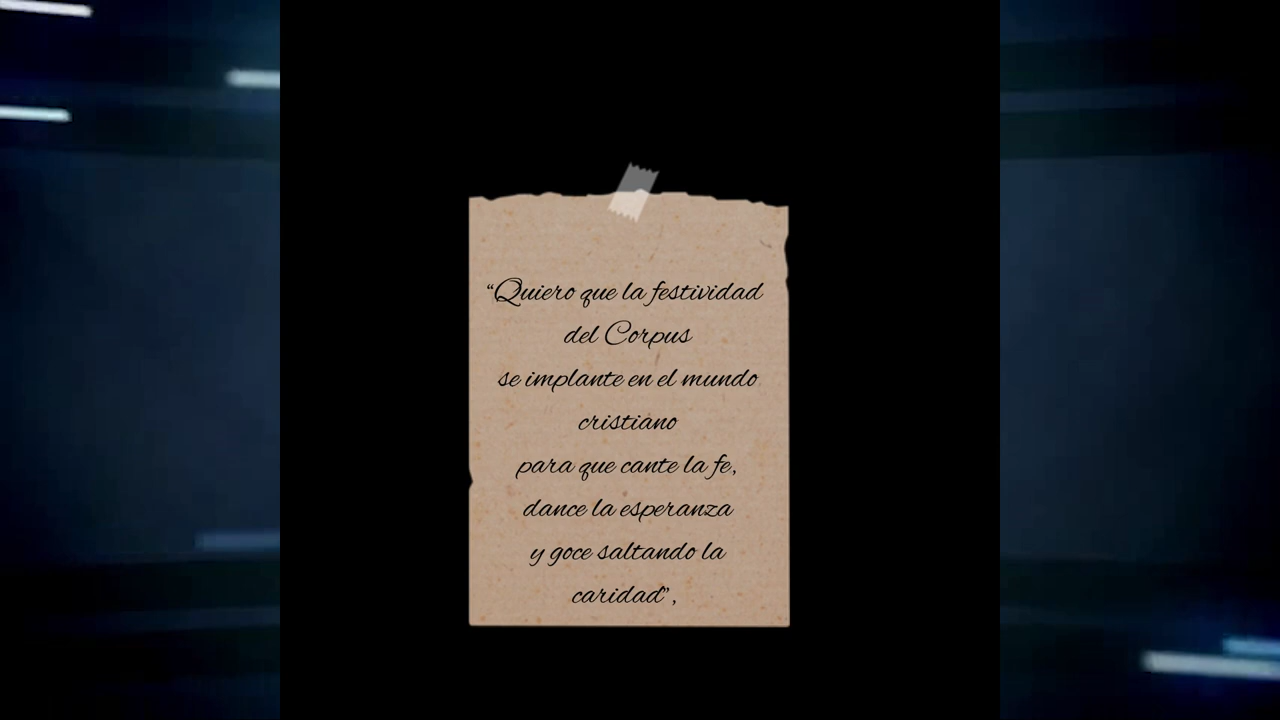 “Quiero que la festividad
del Corpus
se implante en el mundo
cristiano
para que cante la fe,
dance la esperanza
y goce saltando la
caridad”,